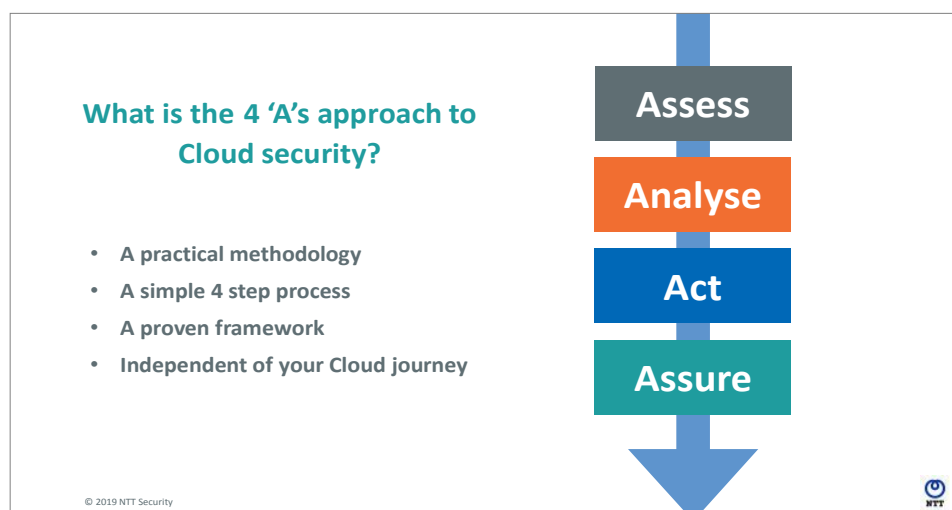 What is the 4 ‘A’s approach to
Cloud security?
• A practical methodology
• A simple 4 step process
• A proven framework
• Independent of your Cloud journey
Assess
Analyse
Act
Assure
© 2019 NTT Security
NTT